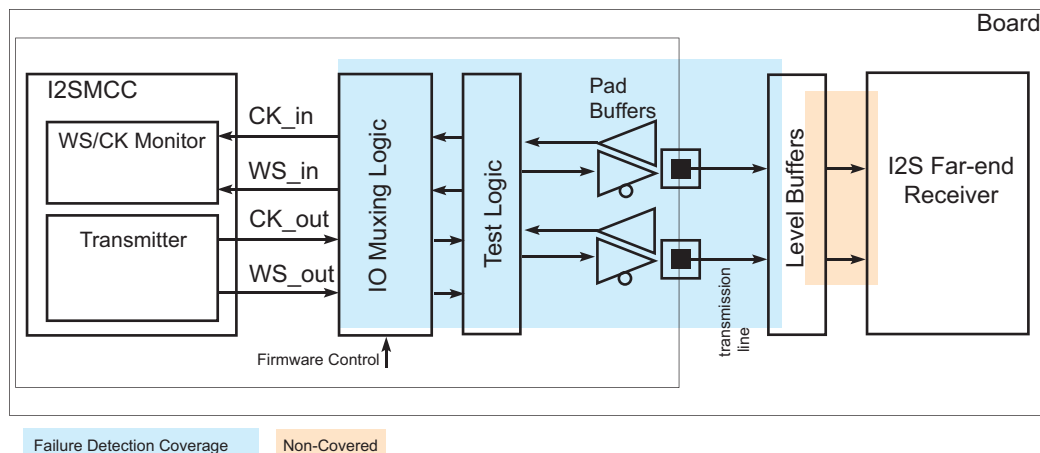 Board
I2SMCC
WS/CK Monitor
Transmitter
CK_in
WS_in
CK_out
WS_out
IO Muxing Logic
Test Logic
Pad
Buffers
Level Buffers
I2S Far-end
Receiver
transmission
line
Firmware Control
Failure Detection Coverage
Non-Covered